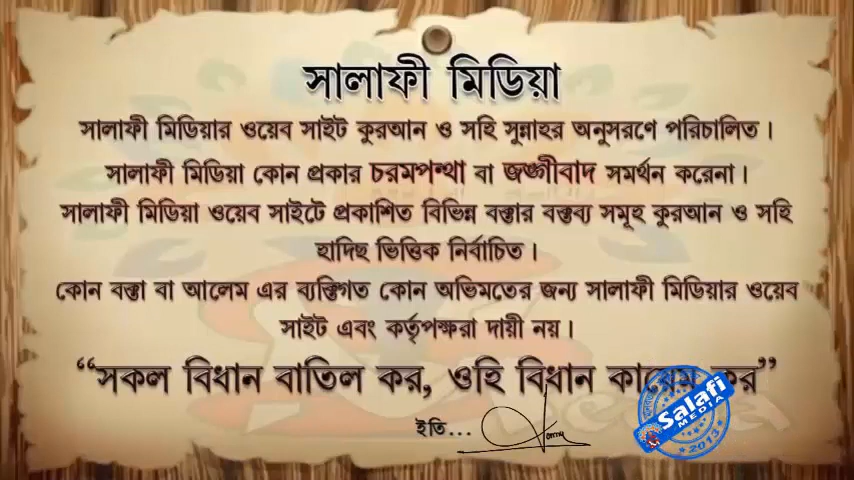 সালাফী মিডিয়া
সালাফী মিডিয়ার ওয়েব সাইট কুরআন ও সহি সুন্নাহর অনুসরণে পরিচালিত।
সালাফী মিডিয়া কোন প্রকার চরমপন্থা বা জঙ্গীবাদ সমর্থন করেনা।
সালাফী মিডিয়া ওয়েব সাইটে প্রকাশিত বিভিন্ন বক্তার বক্তব্য সমূহ কুরআন ও সহি
হাদিছ ভিত্তিক নির্বাচিত।
কোন বক্তা বা আলেম এর ব্যক্তিগত কোন অভিমতের জন্য সালাফী মিডিয়ার ওয়েব
সাইট এবং কর্তৃপক্ষরা দায়ী নয়।
“সকল বিধান বাতিল কর, ওহি বিধান কায়েম কর”
ইতি...
Salafi
MEDIA
2013